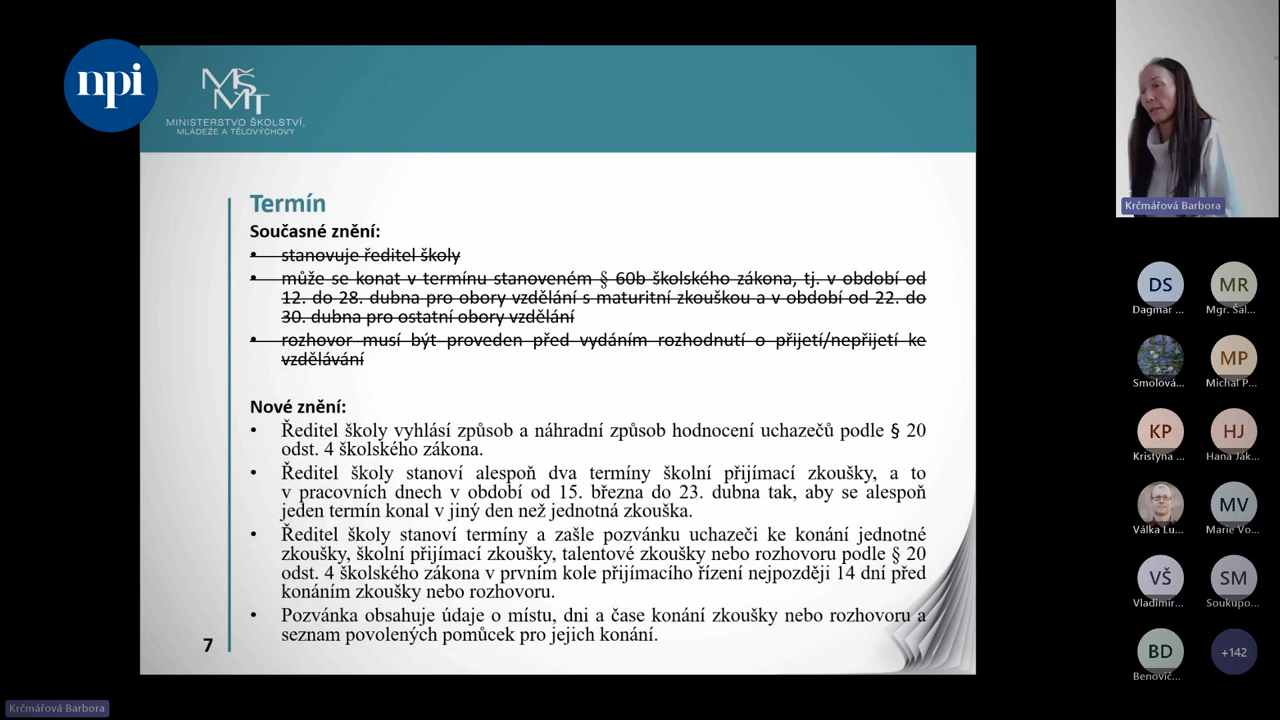 npi
MŠMT
MINISTERSTVO ŠKOLSTVÍ,
MLÁDEŽE A TĚLOVÝCHOVY
Termín
Současné znění:
• stanovuje ředitel školy
• může se konat v termínu stanoveném § 60b školského zákona, tj. v období od
12. do 28. dubna pro obory vzdělání s maturitní zkouškou a v období od 22. do
30. dubna pro ostatní obory vzdělání
• rozhovor musí být proveden před vydáním rozhodnutí o přijetí/nepřijetí ke
vzdělávání
Nové znění:
• Ředitel školy vyhlásí způsob a náhradní způsob hodnocení uchazečů podle § 20
odst. 4 školského zákona.
• Ředitel školy stanoví alespoň dva termíny školní přijímací zkoušky, a to
v pracovních dnech v období od 15. března do 23. dubna tak, aby se alespoň
jeden termín konal v jiný den než jednotná zkouška.
• Ředitel školy stanoví termíny a zašle pozvánku uchazeči ke konání jednotné
zkoušky, školní přijímací zkoušky, talentové zkoušky nebo rozhovoru podle § 20
odst. 4 školského zákona v prvním kole přijímacího řízení nejpozději 14 dní před
konáním zkoušky nebo rozhovoru.
• Pozvánka obsahuje údaje o místu, dni a čase konání zkoušky nebo rozhovoru a
seznam povolených pomůcek pro jejich konání.
7
Krčmářová Barbora
DS
Dagmar ...
MR
Mgr. Šal...
Smolová...
MP
Michal P...
KP
Kristyna ...
HJ
Hana Ják...
Válka Lu...
MV
Marie Vo...
VŠ
Vladimír...
SM
Soukupo...
BD
Benovič...
+142
Krčmářová Barbora